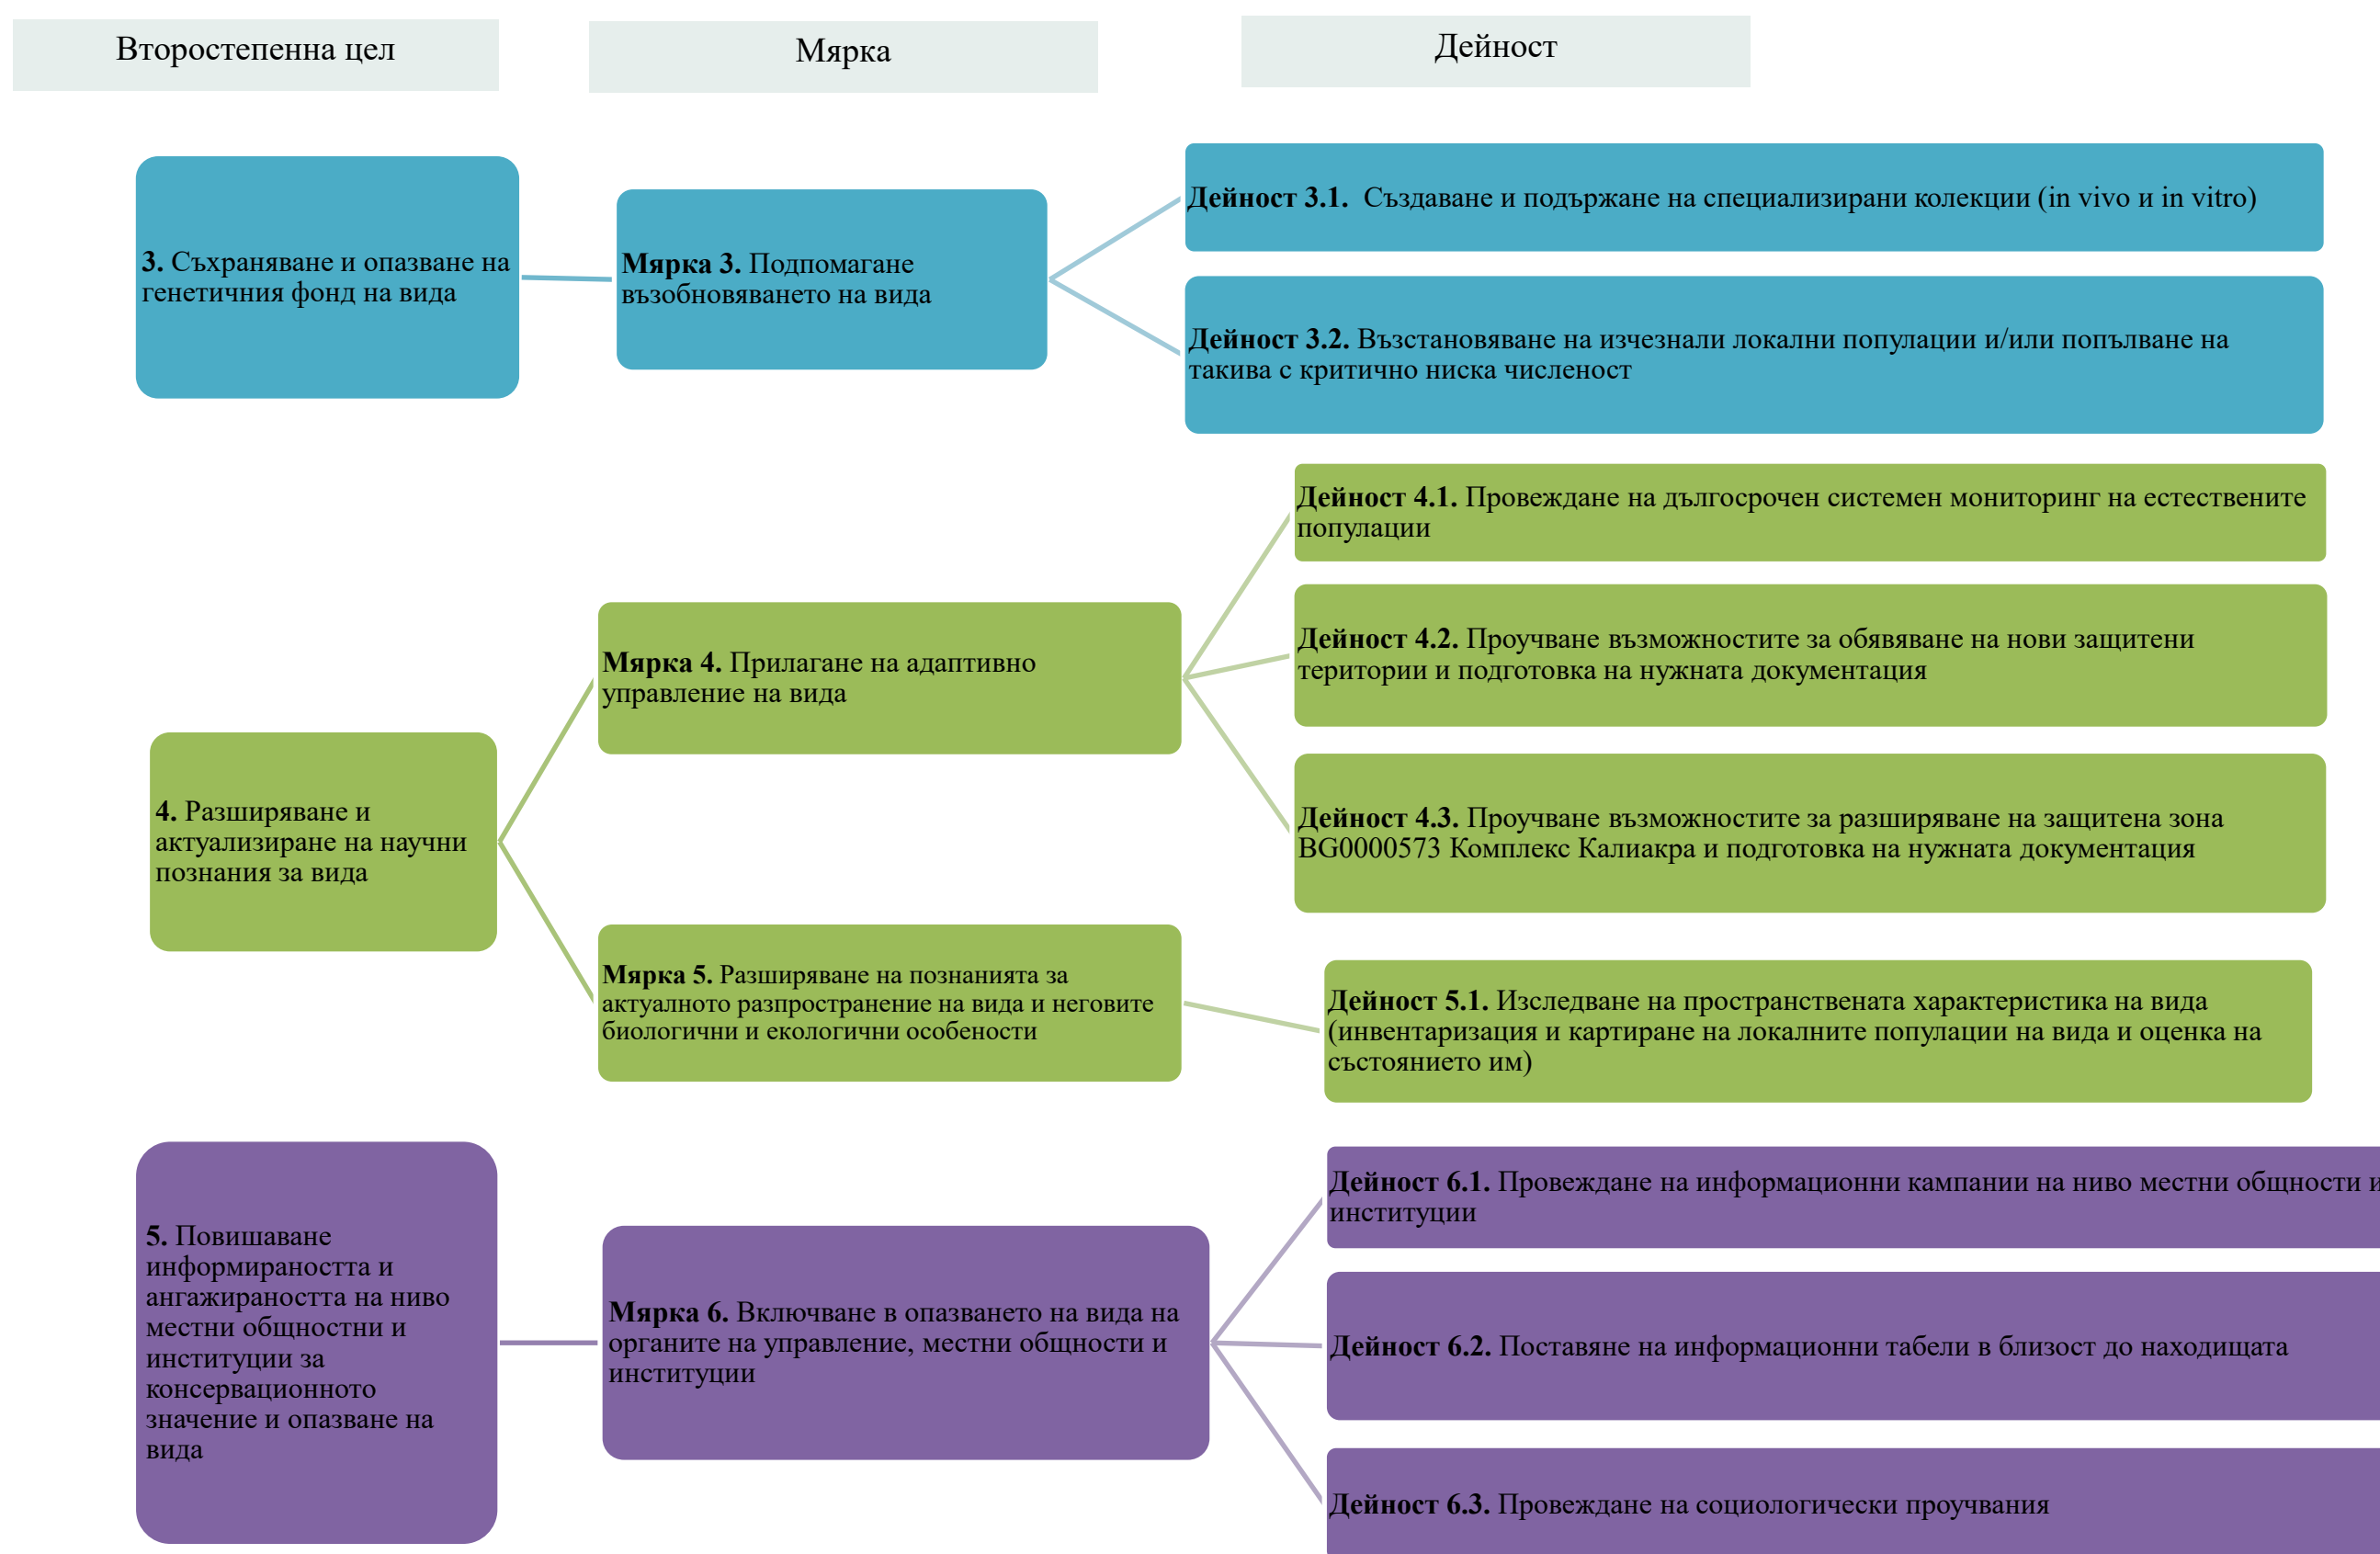 Второстепенна цел
Мярка
Дейност
3. Съхраняване и опазване на
генетичния фонд на вида
Мярка 3. Подпомагане
възобновяването на вида
Дейност 3.1.  Създаване и подържане на специализирани колекции (in vivo и in vitro)
Дейност 3.2. Възстановяване на изчезнали локални популации и/или попълване на
такива с критично ниска численост
4. Разширяване и
актуализиране на научни
познания за вида
Мярка 4. Прилагане на адаптивно
управление на вида
Дейност 4.1. Провеждане на дългосрочен системен мониторинг на естествените
популации
Дейност 4.2. Проучване възможностите за обявяване на нови защитени
територии и подготовка на нужната документация
Дейност 4.3. Проучване възможностите за разширяване на защитена зона
BG0000573 Комплекс Калиакра и подготовка на нужната документация
Мярка 5. Разширяване на познанията за
актуалното разпространение на вида и неговите
биологични и екологични особености
Дейност 5.1. Изследване на пространствената характеристика на вида
(инвентаризация и картиране на локалните популации на вида и оценка на
състоянието им)
5. Повишаване
информираността и
ангажираността на ниво
местни общностни и
институции за
консервационното
значение и опазване на
вида
Мярка 6. Включване в опазването на вида на
органите на управление, местни общности и
институции
Дейност 6.1. Провеждане на информационни кампании на ниво местни общности и
институции
Дейност 6.2. Поставяне на информационни табели в близост до находищата
Дейност 6.3. Провеждане на социологически проучвания